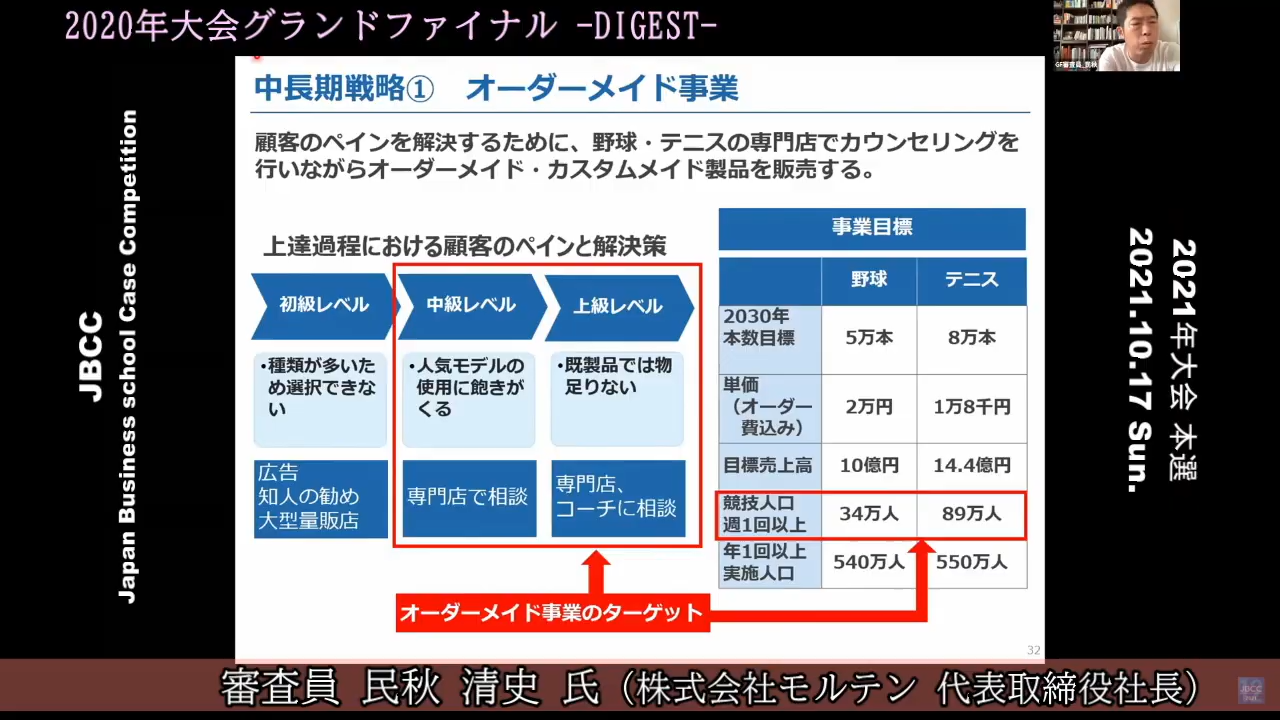 2020年大会グランドファイナル -DIGEST-
GF審査員_民秋
JBCC
Japan Business school Case Competition
中長期戦略① オーダーメイド事業
顧客のペインを解決するために、野球・テニスの専門店でカウンセリングを
行いながらオーダーメイド・カスタムメイド製品を販売する。
上達過程における顧客のペインと解決策
初級レベル
中級レベル
上級レベル
・種類が多いた
め選択できな
い
・人気モデルの
使用に飽きが
くる
・既製品では物
足りない
広告
知人の勧め
大型量販店
専門店で相談
専門店、
コーチに相談
オーダーメイド事業のターゲット
事業目標
野球 テニス
2030年
本数目標 5万本 8万本
単価
（オーダー
費込み） 2万円 1万8千円
目標売上高 10億円 14.4億円
競技人口
週1回以上 34万人 89万人
年1回以上
実施人口 540万人 550万人
32
2021年大会 本選
2021.10.17 Sun.
審査員 民秋 清史 氏（株式会社モルテン 代表取締役社長）
JBCC